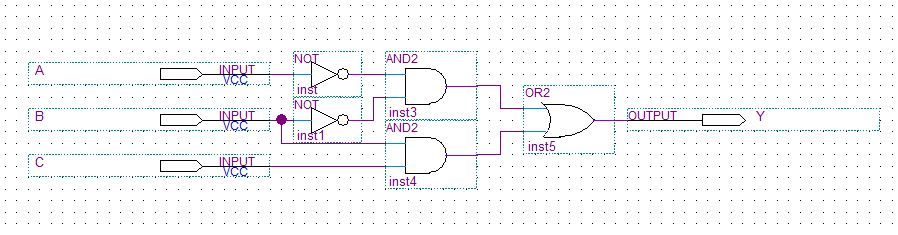 A
INPUT
VCC
NOT
inst
AND2
inst3
OR2
inst5
B
INPUT
VCC
NOT
inst1
AND2
inst4
OUTPUT
Y
C
INPUT
VCC